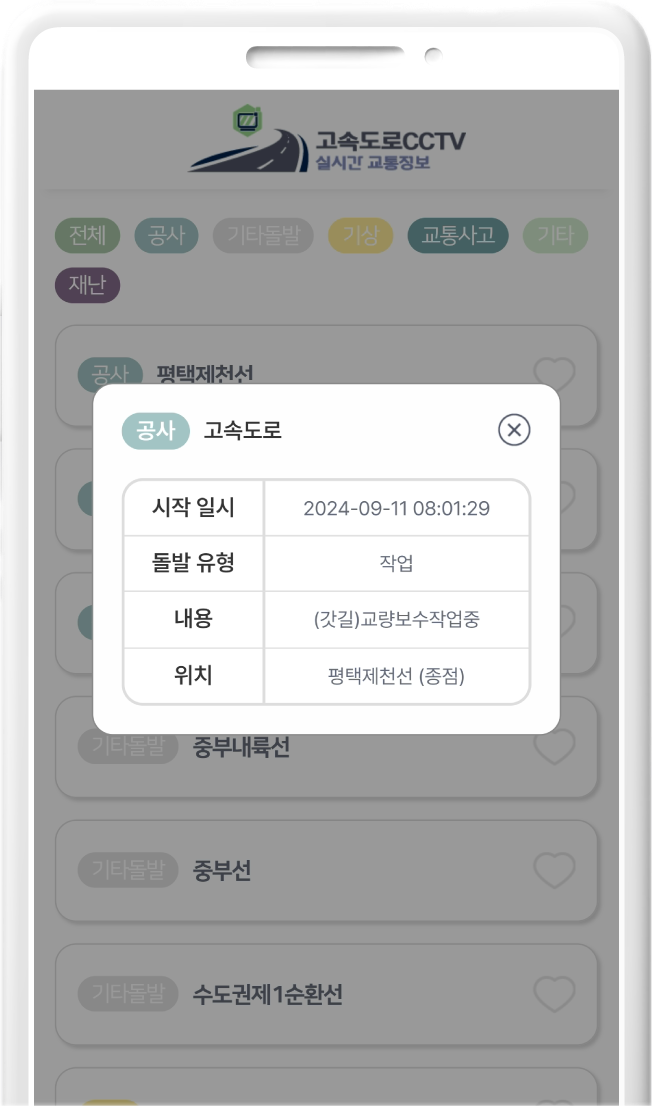 고속도로CCTV
실시간 교통정보
전체 공사 기타돌발 기상 교통사고 기타
재난
공사 평택제천선
공사 고속도로
시작 일시 2024-09-11 08:01:29
돌발 유형 작업
내용 (갓길)교량보수작업중
위치 평택제천선 (종점)
기타돌발 중부내륙선
기타돌발 중부선
기타돌발 수도권제1순환선